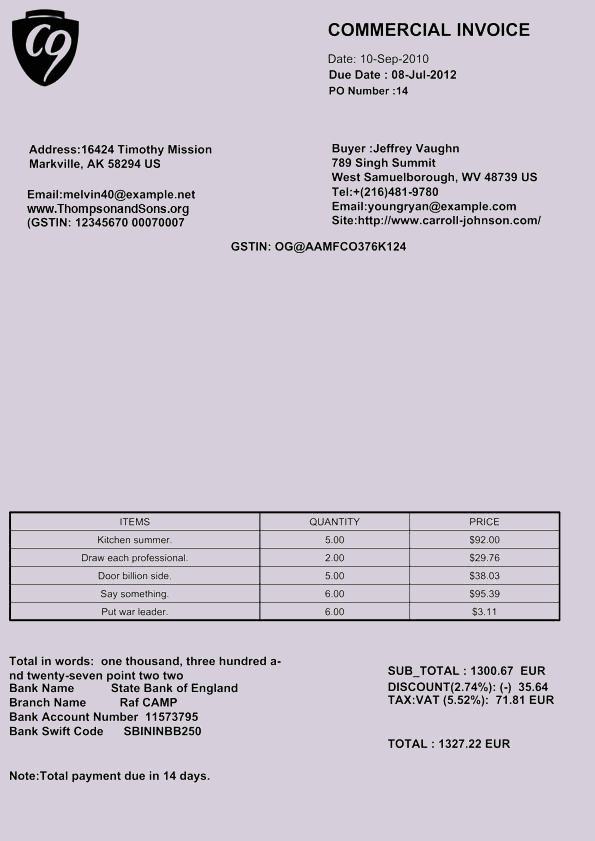 C9
COMMERCIAL INVOICE
Date: 10-Sep-2010
Due Date : 08-Jul-2012
PO Number :14
Address:16424 Timothy Mission
Markville, AK 58294 US
Email:melvin40@example.net
www.ThompsonandSons.org
(GSTIN: 12345670 00070007
Buyer :Jeffrey Vaughn
789 Singh Summit
West Samuelborough, WV 48739 US
Tel:+(216)481-9780
Email:youngryan@example.com
Site:http://www.carroll-johnson.com/
GSTIN: OG@AAMFCO376K124
ITEMS QUANTITY PRICE
Kitchen summer. 5.00 $92.00
Draw each professional. 2.00 $29.76
Door billion side. 5.00 $38.03
Say something. 6.00 $95.39
Put war leader. 6.00 $3.11
Total in words: one thousand, three hundred a-
nd twenty-seven point two two
Bank Name State Bank of England
Branch Name Raf CAMP
Bank Account Number 11573795
Bank Swift Code SBININBB250
SUB_TOTAL : 1300.67 EUR
DISCOUNT(2.74%): (-) 35.64
TAX:VAT (5.52%): 71.81 EUR
TOTAL : 1327.22 EUR
Note:Total payment due in 14 days.